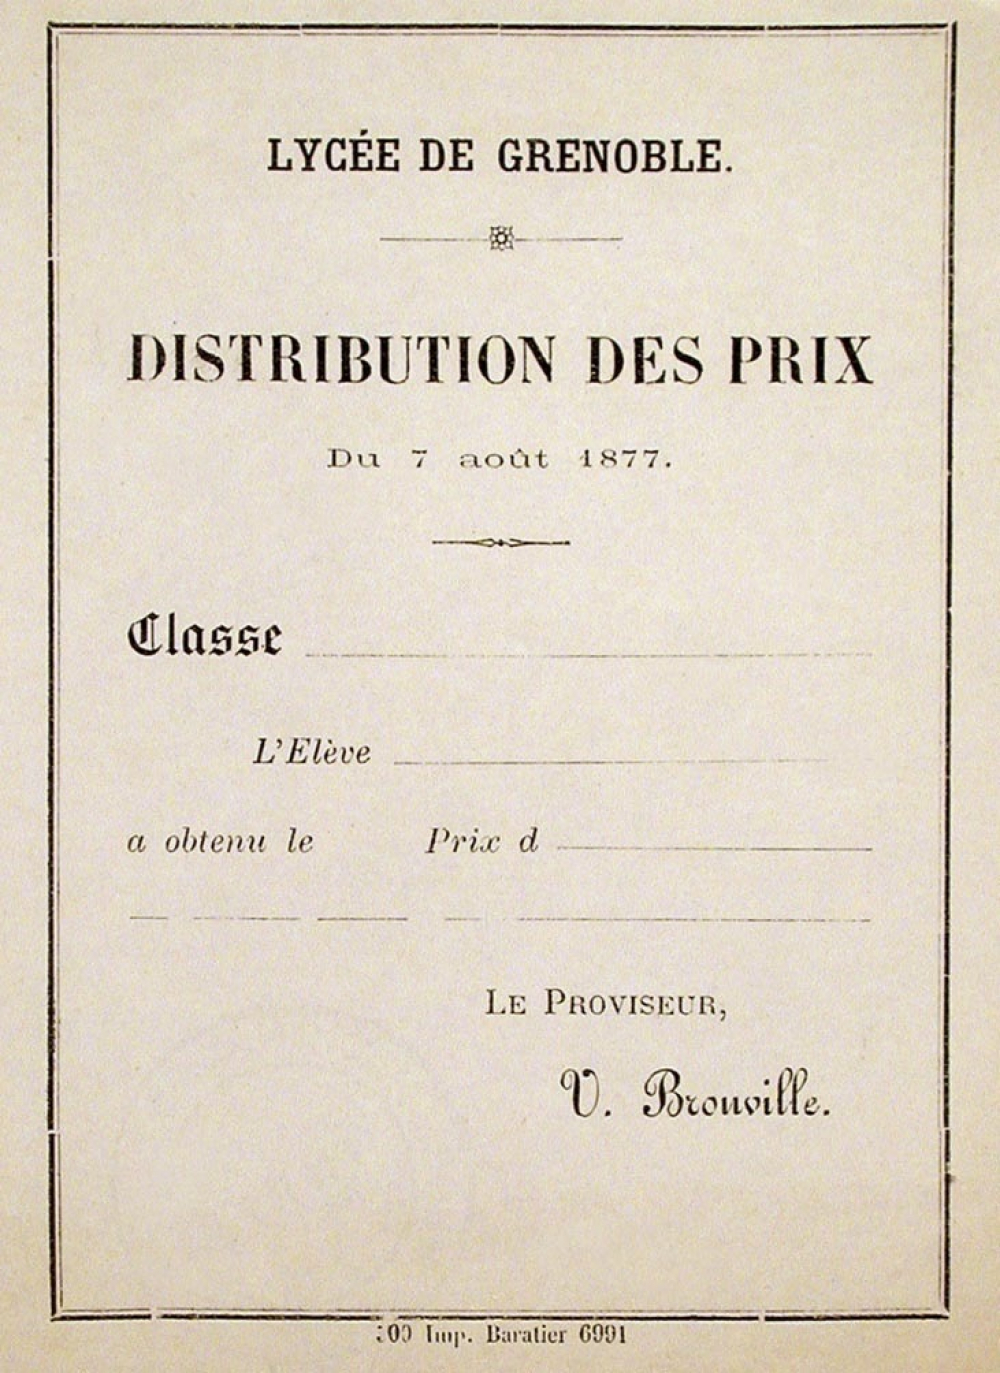 LYCÉE DE GRENOBLE.
DISTRIBUTION DES PRIX
Du 7 août 1877.
Classe
L'Elève
a obtenu le Prix d
LE PROVISEUR,
V. Brouville.
Imp. Baratier 6991